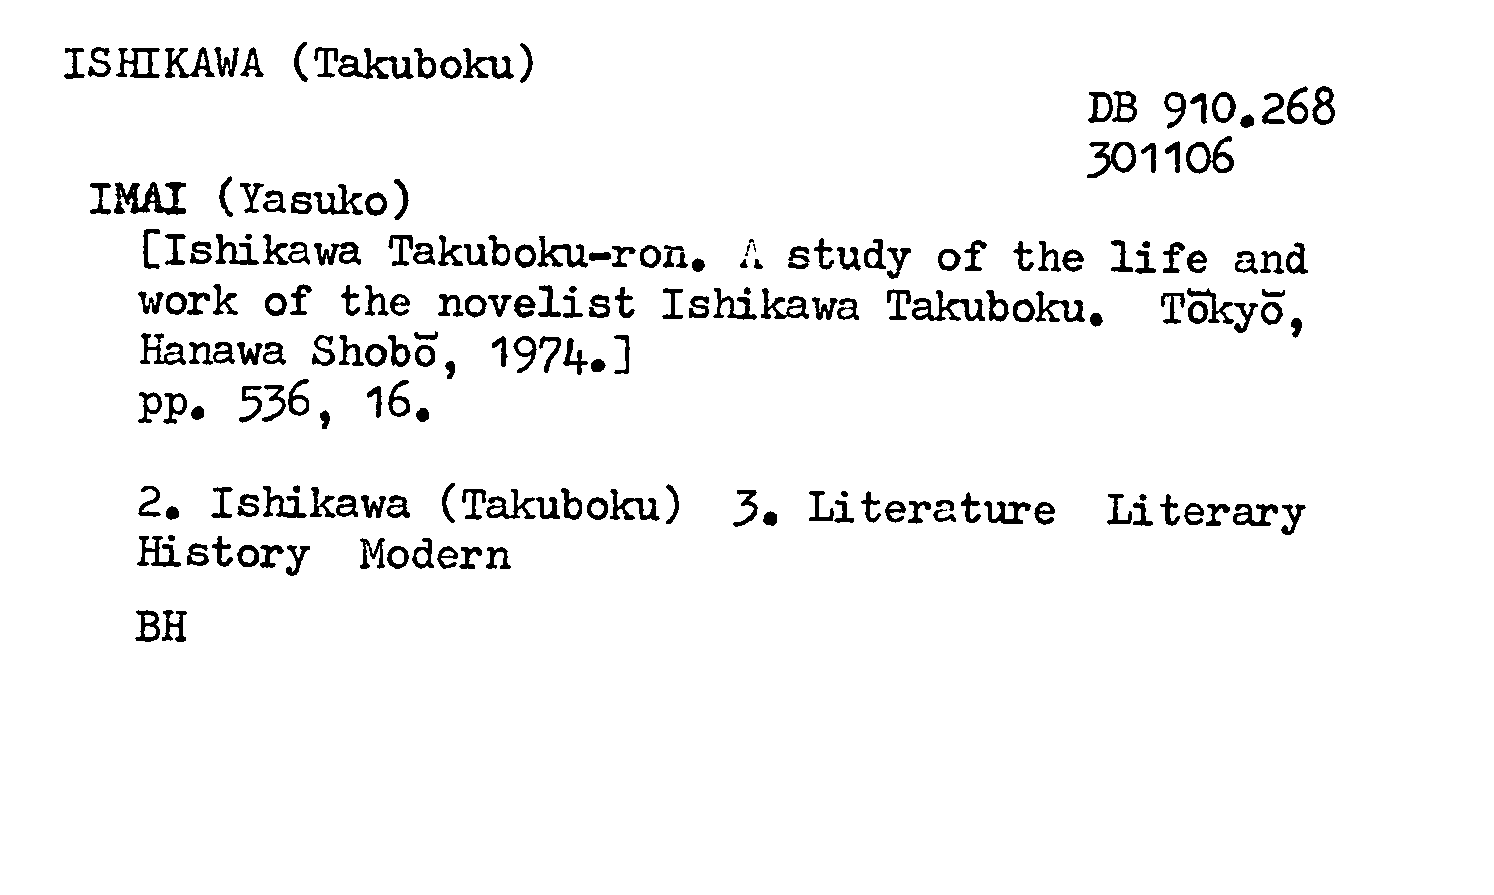 ISHIKAWA (Takuboku)
DB 910.268
301106
IMAI (Yasuko)
[Ishikawa Takuboku-ron. A study of the life and
work of the novelist Ishikawa Takuboku. Tōkyō,
Hanawa Shobō, 1974.]
pp. 536, 16.
2. Ishikawa (Takuboku) 3. Literature Literary
History Modern
BH